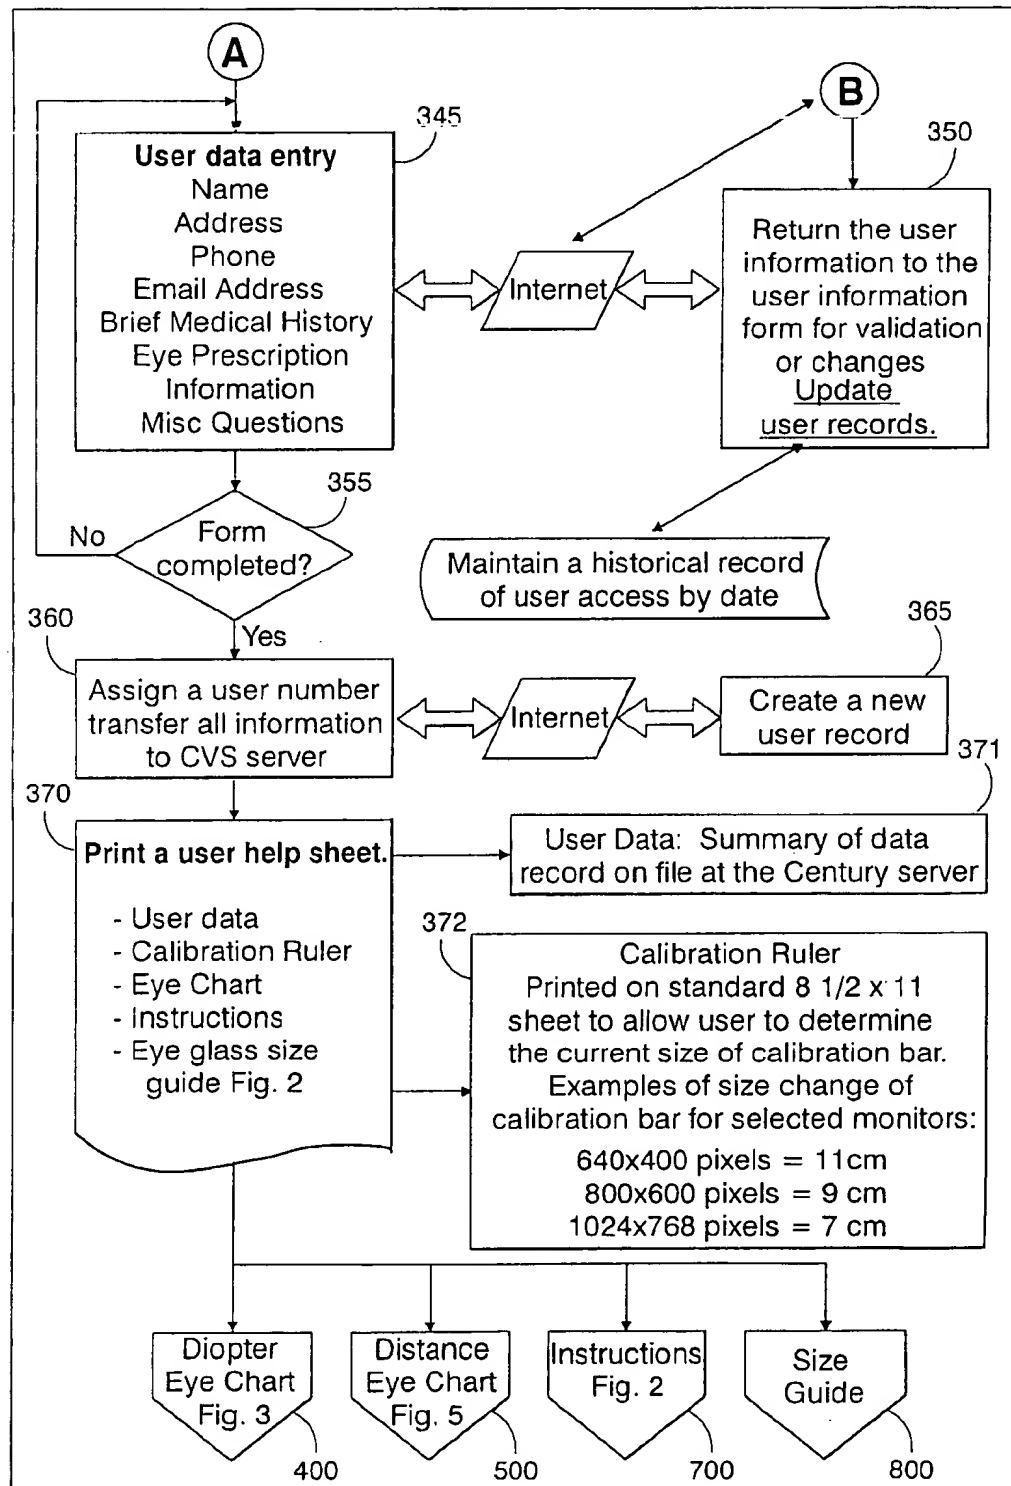 A
B
345
User data entry
Name
Address
Phone
Email Address
Brief Medical History
Eye Prescription
Information
Misc Questions
Internet
350
Return the user
information to the
user information
form for validation
or changes
Update
user records.
355
Form
completed?
No
Yes
Maintain a historical record
of user access by date
360
Assign a user number
transfer all information
to CVS server
Internet
365
Create a new
user record
370
Print a user help sheet.
- User data
- Calibration Ruler
- Eye Chart
- Instructions
- Eye glass size
guide Fig. 2
371
User Data: Summary of data
record on file at the Century server
372
Calibration Ruler
Printed on standard 8 1/2 x 11
sheet to allow user to determine
the current size of calibration bar.
Examples of size change of
calibration bar for selected monitors:
640x400 pixels = 11cm
800x600 pixels = 9 cm
1024x768 pixels = 7 cm
Diopter
Eye Chart
Fig. 3
400
Distance
Eye Chart
Fig. 5
500
Instructions
Fig. 2
700
Size
Guide
800